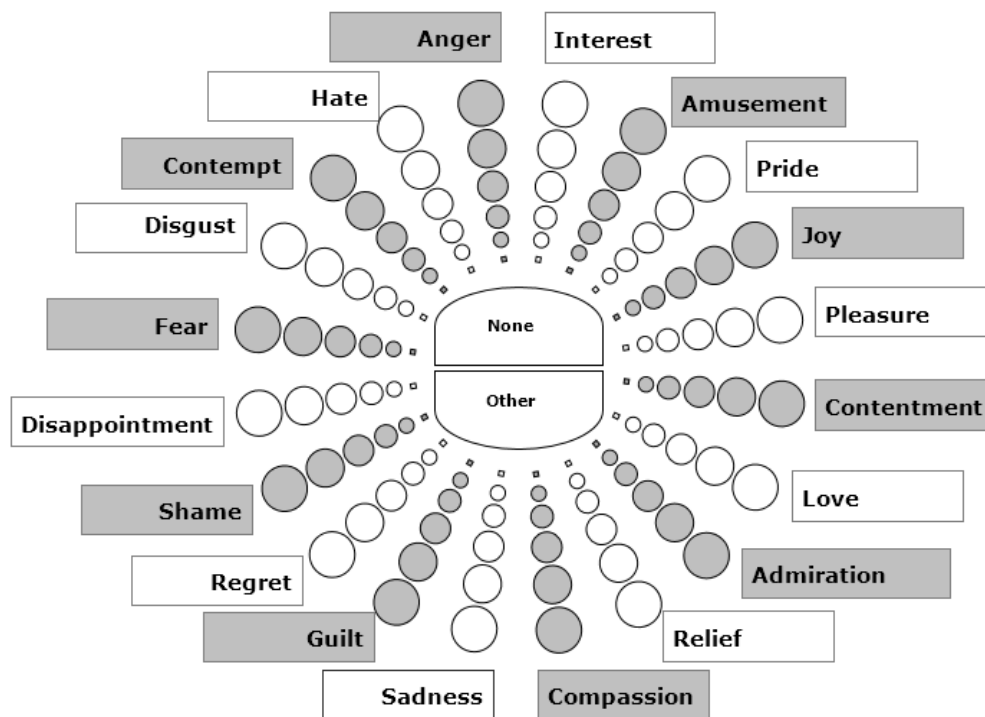 Anger
Interest
Hate
Amusement
Contempt
Pride
Disgust
Joy
Fear
None
Pleasure
Other
Disappointment
Contentment
Shame
Love
Regret
Admiration
Guilt
Relief
Sadness
Compassion